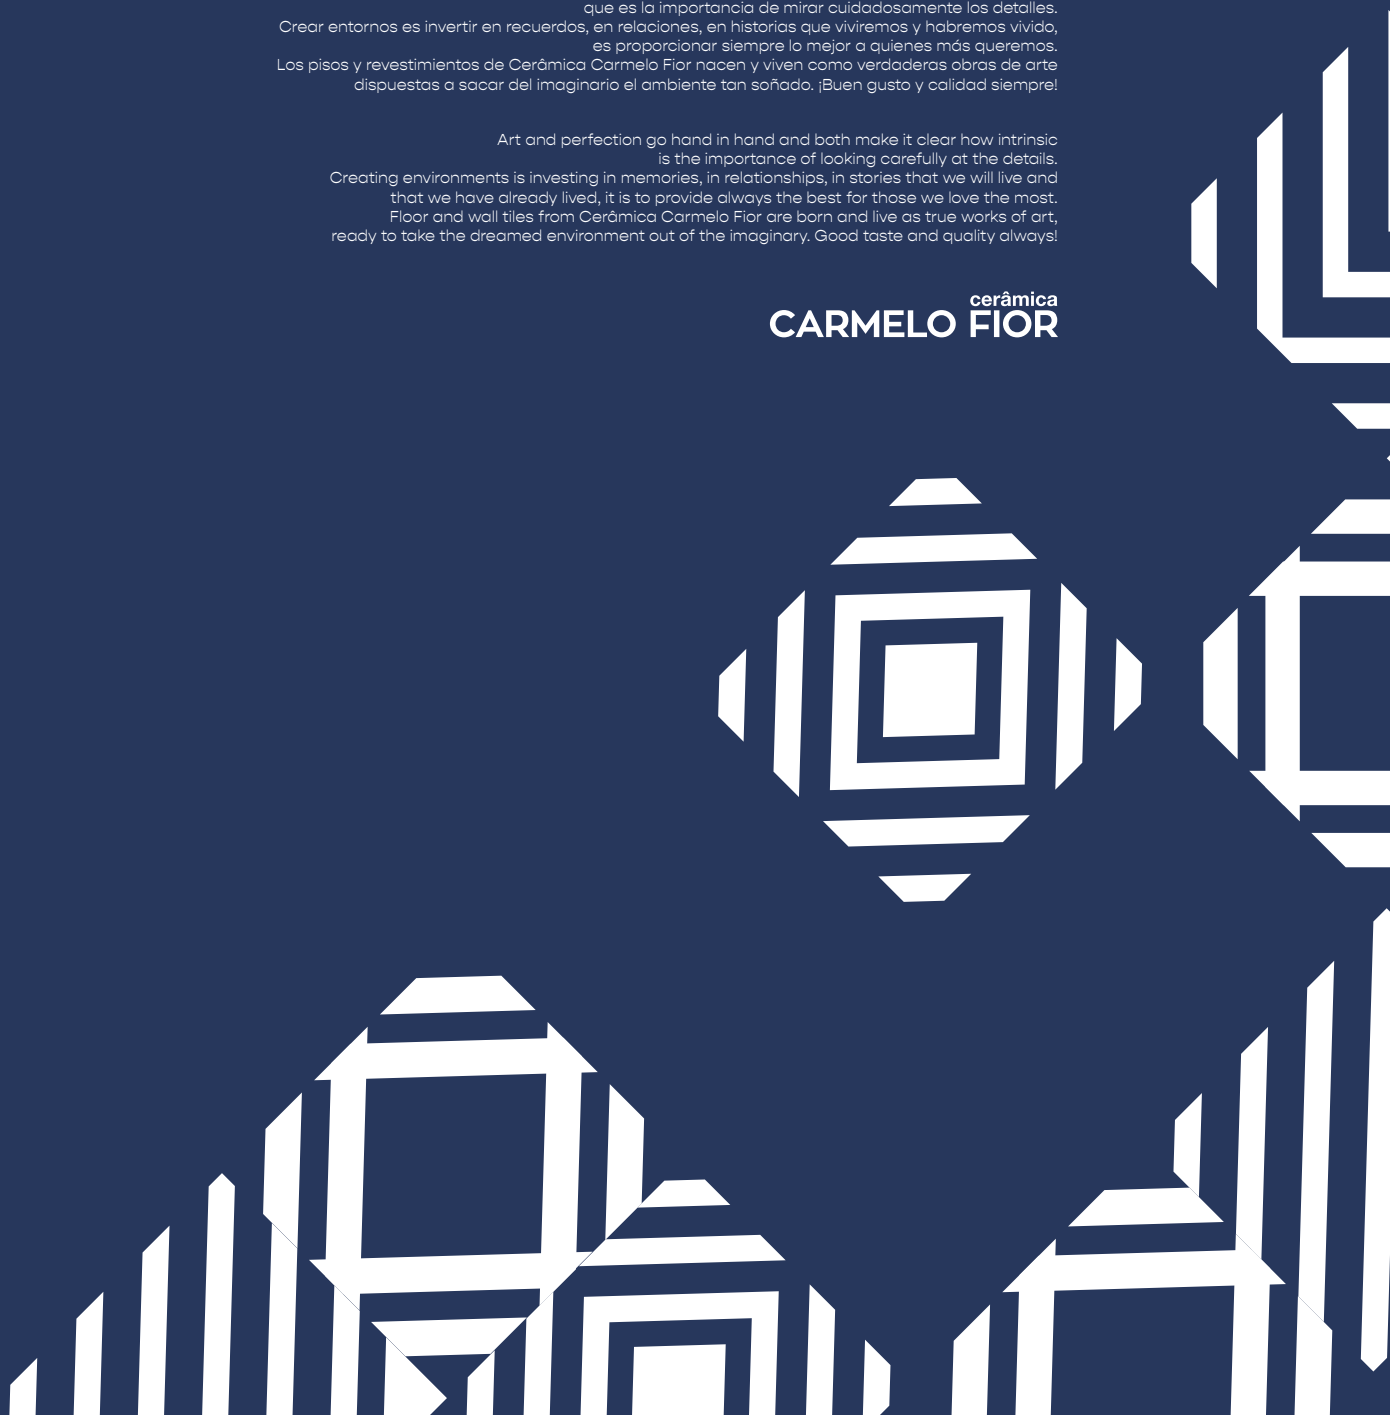 que es la importancia de mirar cuidadosamente los detalles.
Crear entornos es invertir en recuerdos, en relaciones, en historias que viviremos y habremos vivido,
es proporcionar siempre lo mejor a quienes más queremos.
Los pisos y revestimientos de Cerâmica Carmelo Fior nacen y viven como verdaderas obras de arte
dispuestas a sacar del imaginario el ambiente tan soñado. ¡Buen gusto y calidad siempre!
Art and perfection go hand in hand and both make it clear how intrinsic
is the importance of looking carefully at the details.
Creating environments is investing in memories, in relationships, in stories that we will live and
that we have already lived, it is to provide always the best for those we love the most.
Floor and wall tiles from Cerâmica Carmelo Fior are born and live as true works of art,
ready to take the dreamed environment out of the imaginary. Good taste and quality always!
cerâmica
CARMELO FIOR